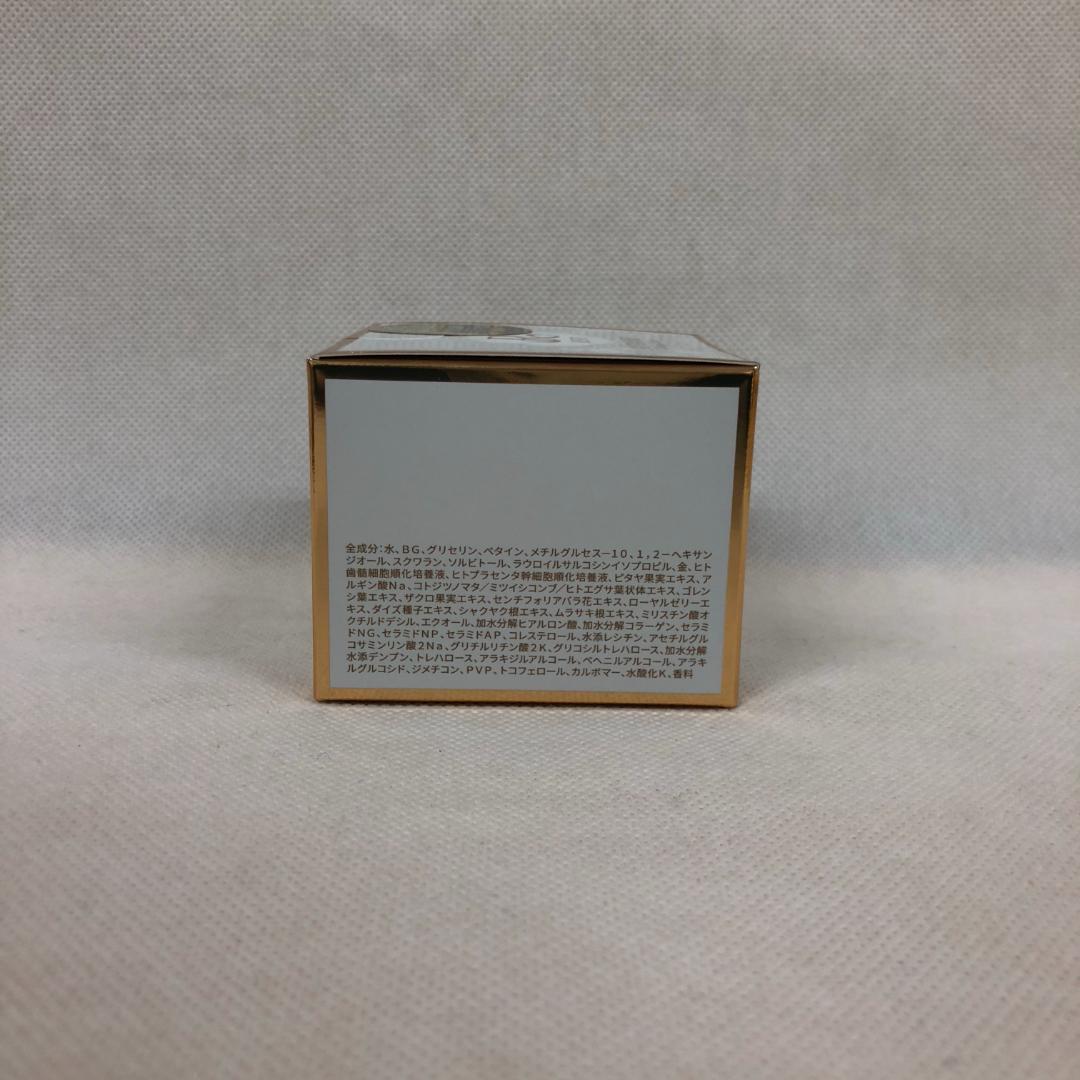 全成分:水、BG、グリセリン、ベタイン、メチルグルセス−10、1,2−ヘキサン
ジオール、スクワラン、ソルビトール、ラウロイルサルコシンイソプロピル、金、ヒト
歯髄細胞順化培養液、ヒトプラセンタ幹細胞順化培養液、ピタヤ果実エキス、ア
ルギン酸Na、コトジツノマタ/ミツイシコンブ/ヒトエグサ葉状体エキス、ゴレン
シ葉エキス、ザクロ果実エキス、センチフォリアバラ花エキス、ローヤルゼリーエ
キス、ダイズ種子エキス、シャクヤク根エキス、ムラサキ根エキス、ミリスチン酸オ
クチルドデシル、エクオール、加水分解ヒアルロン酸、加水分解コラーゲン、セラミ
ドNG、セラミドNP、セラミドAP、コレステロール、水添レシチン、アセチルグル
コサミンリン酸2Na、グリチルリチン酸2K、グリコシルトレハロース、加水分解
水添デンプン、トレハロース、アラキジルアルコール、ベヘニルアルコール、アラキ
ルグルコシド、ジメチコン、PVP、トコフェロール、カルボマー、水酸化K、香料